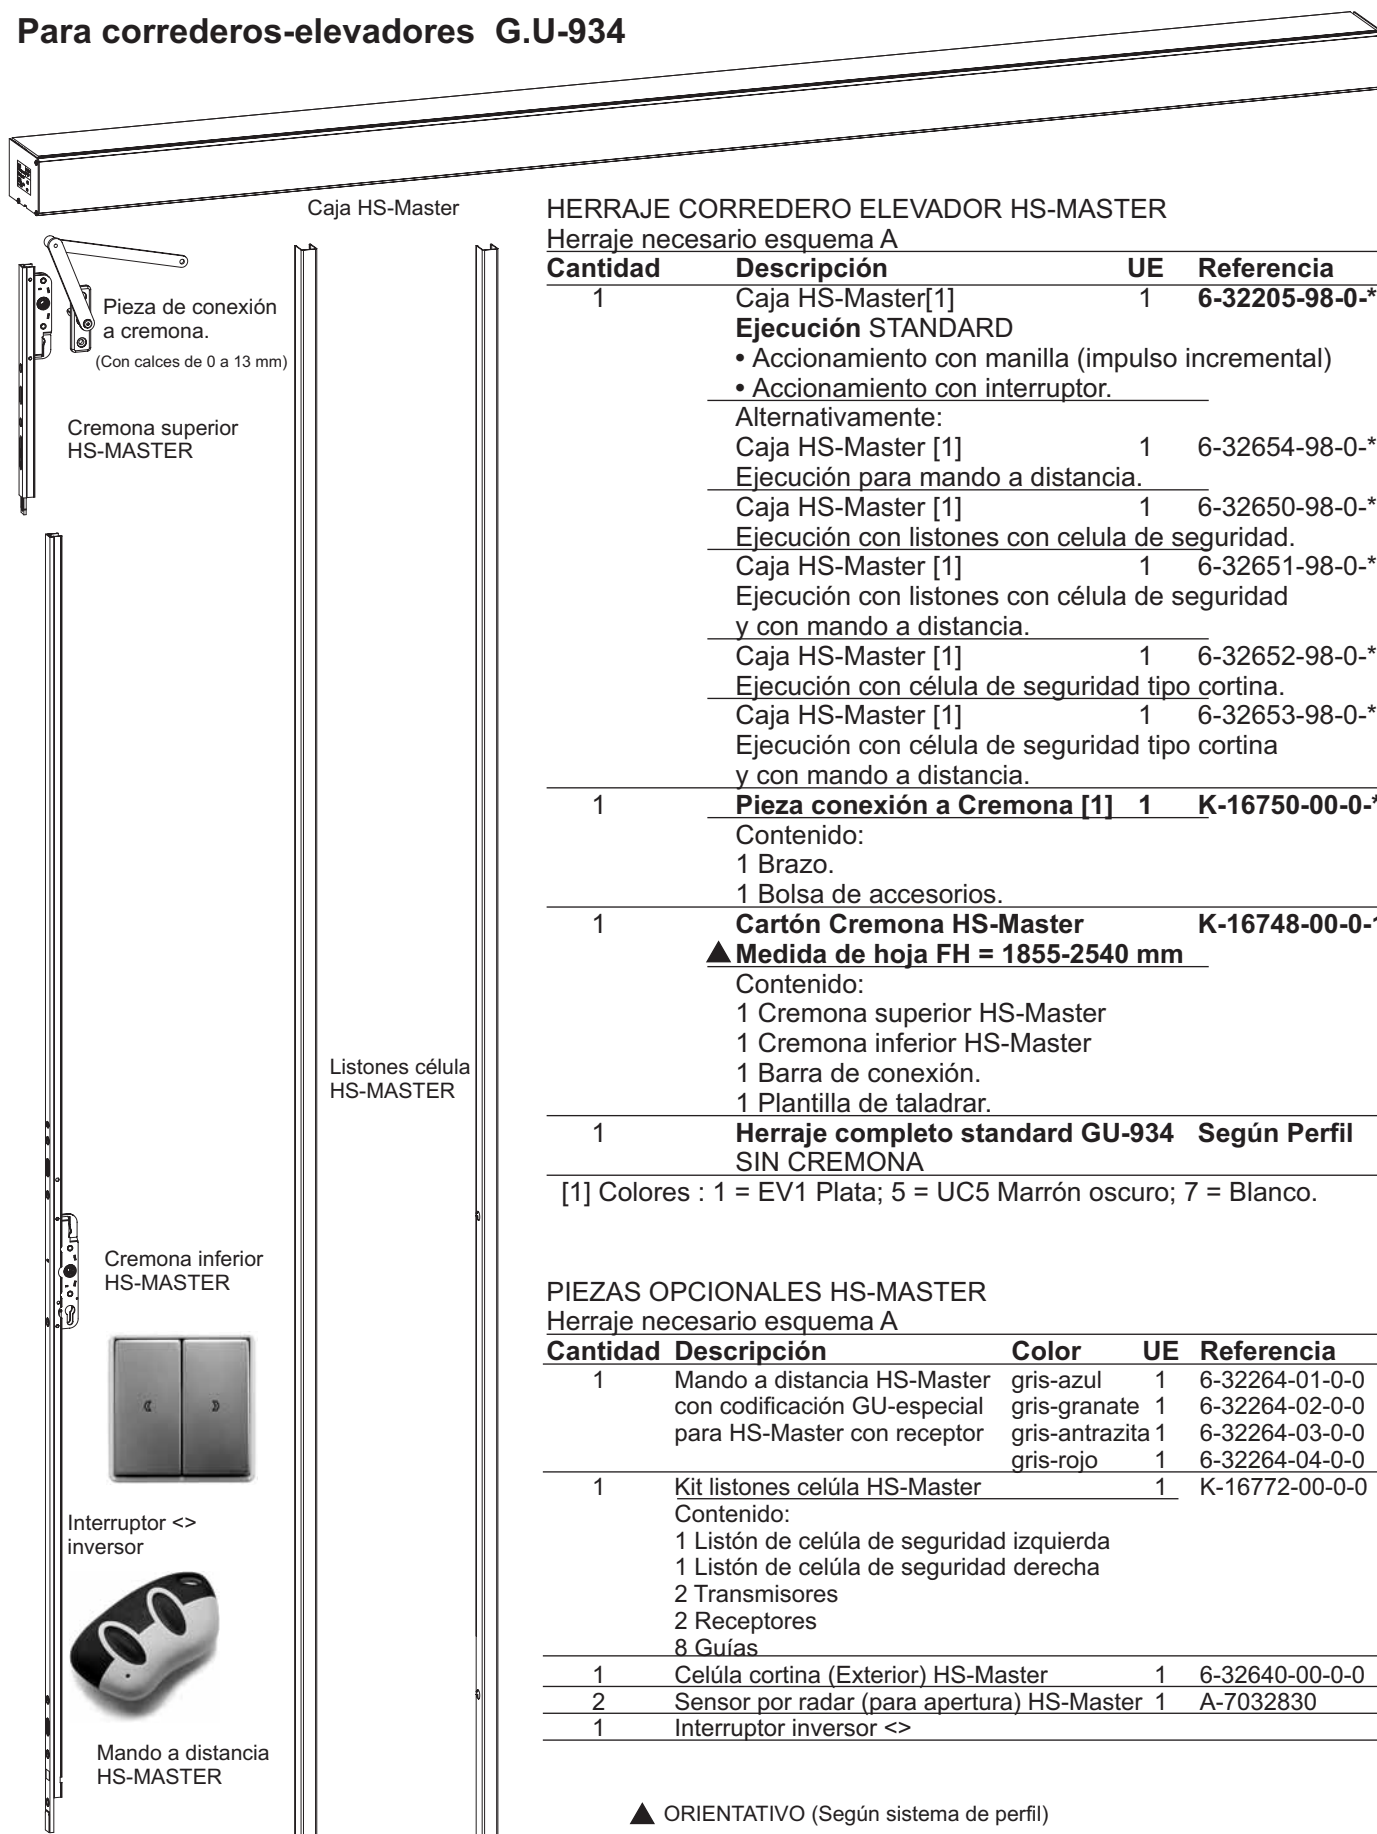 Para correderos-elevadores G.U-934
Caja HS-Master
Pieza de conexión
a cremona.
(Con calces de 0 a 13 mm)
Cremona superior
HS-MASTER
Listones célula
HS-MASTER
Cremona inferior
HS-MASTER
Interruptor <>
inversor
Mando a distancia
HS-MASTER
HERRAJE CORREDERO ELEVADOR HS-MASTER
Herraje necesario esquema A
Cantidad Descripción UE Referencia
1 Caja HS-Master[1] 1 6-32205-98-0-*
Ejecución STANDARD
• Accionamiento con manilla (impulso incremental)
• Accionamiento con interruptor.
Alternativamente:
Caja HS-Master [1] 1 6-32654-98-0-*
Ejecución para mando a distancia.
Caja HS-Master [1] 1 6-32650-98-0-*
Ejecución con listones con celula de seguridad.
Caja HS-Master [1] 1 6-32651-98-0-*
Ejecución con listones con célula de seguridad
y con mando a distancia.
Caja HS-Master [1] 1 6-32652-98-0-*
Ejecución con célula de seguridad tipo cortina.
Caja HS-Master [1] 1 6-32653-98-0-*
Ejecución con célula de seguridad tipo cortina
y con mando a distancia.
1 Pieza conexión a Cremona [1] 1 K-16750-00-0-*
Contenido:
1 Brazo.
1 Bolsa de accesorios.
1 Cartón Cremona HS-Master K-16748-00-0-1
▲ Medida de hoja FH = 1855-2540 mm
Contenido:
1 Cremona superior HS-Master
1 Cremona inferior HS-Master
1 Barra de conexión.
1 Plantilla de taladrar.
1 Herraje completo standard GU-934 Según Perfil
SIN CREMONA
[1] Colores : 1 = EV1 Plata; 5 = UC5 Marrón oscuro; 7 = Blanco.
PIEZAS OPCIONALES HS-MASTER
Herraje necesario esquema A
Cantidad Descripción Color UE Referencia
1 Mando a distancia HS-Master gris-azul 1 6-32264-01-0-0
con codificación GU-especial gris-granate 1 6-32264-02-0-0
para HS-Master con receptor gris-antrazita 1 6-32264-03-0-0
gris-rojo 1 6-32264-04-0-0
1 Kit listones celúla HS-Master 1 K-16772-00-0-0
Contenido:
1 Listón de celúla de seguridad izquierda
1 Listón de celúla de seguridad derecha
2 Transmisores
2 Receptores
8 Guías
1 Celúla cortina (Exterior) HS-Master 1 6-32640-00-0-0
2 Sensor por radar (para apertura) HS-Master 1 A-7032830
1 Interruptor inversor <>
▲ ORIENTATIVO (Según sistema de perfil)